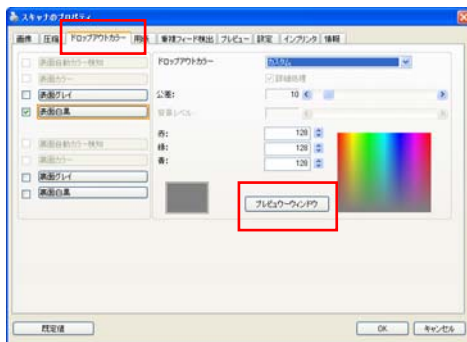 スキャナのプロパティ
画像 圧縮 ドロップアウトカラー 用紙 重複フィード検出 プレビュー 設定 インプリンタ 情報
表面自動カラー検知
表面カラー
表面グレイ
表面白黒
裏面自動カラー検知
裏面カラー
裏面グレイ
裏面白黒
ドロップアウトカラー カスタム
詳細処理
公差: 10
背景レベル:
赤: 128
緑: 128
青: 128
プレビューウィンドウ
既定値 OK キャンセル